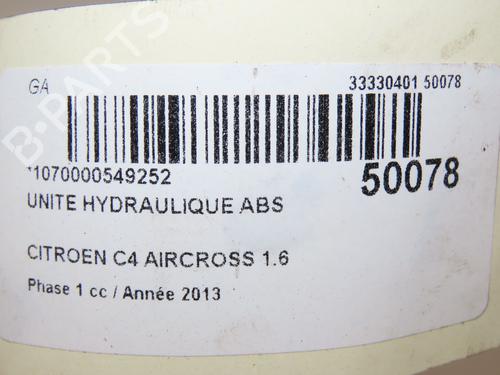 GA 33330401 50078
*1070000549252 50078
UNITE HYDRAULIQUE ABS
CITROEN C4 AIRCROSS 1.6
Phase 1 cc / Année 2013
B-PARTS